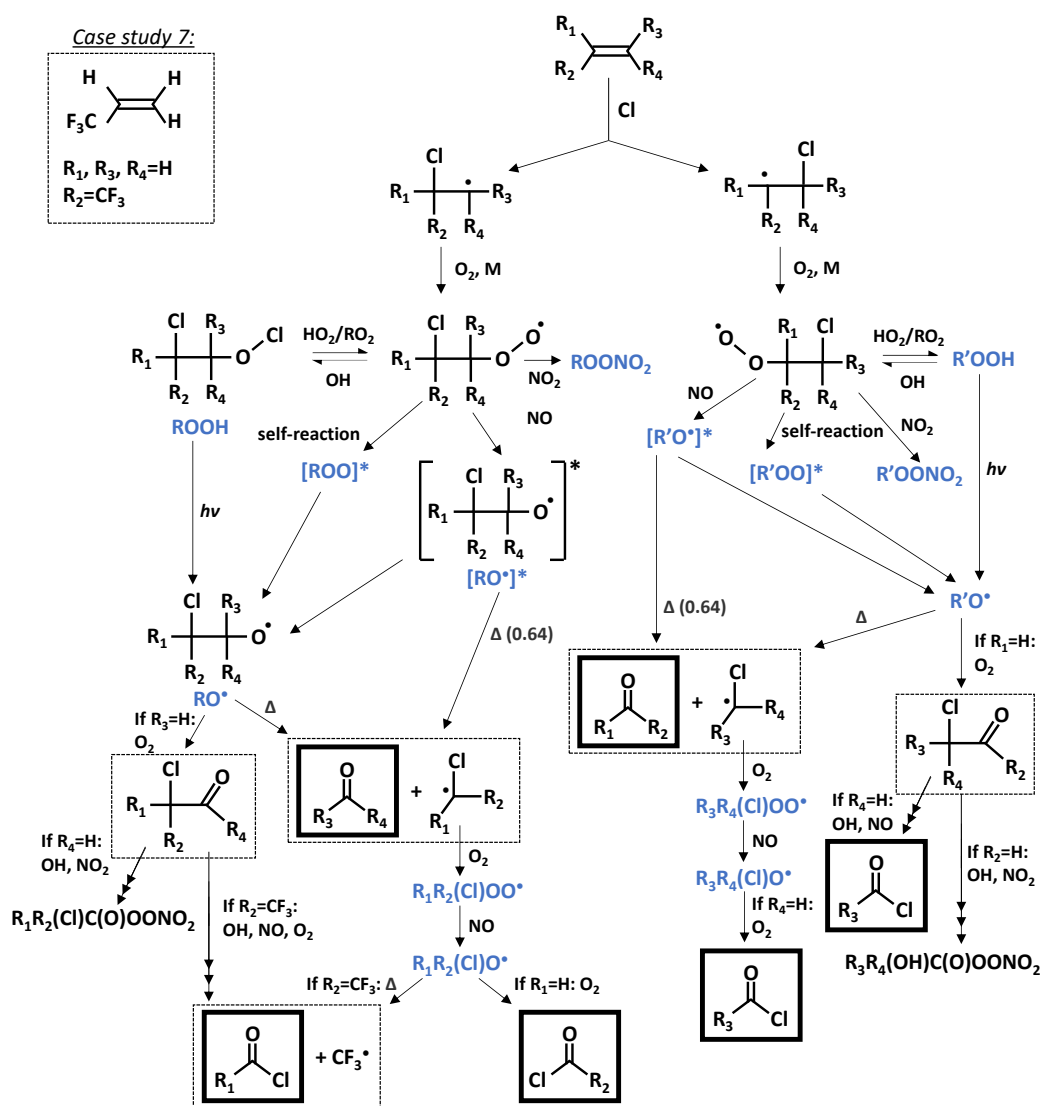 Case study 7:
H H
F₃C H
R₁, R₃, R₄=H
R₂=CF₃
R₁ R₃
R₂ R₄
Cl
Cl
R₁ • R₃
R₂ R₄
Cl
R₁ • R₃
R₂ R₄
O₂, M
O₂, M
Cl R₃ Cl
R₁ O
R₂ R₄
ROOH
HO₂/RO₂
OH
Cl R₃ O•
R₁ O
R₂ R₄
NO₂
ROONO₂
NO
• O R₁ Cl
O R₃
R₂ R₄
HO₂/RO₂
OH
R'OOH
NO
self-reaction
NO₂
[R'O•]*
[R'OO]*
R'OONO₂
hv
self-reaction
[ROO]*
hv
Cl R₃ *
R₁ O•
R₂ R₄
[RO•]*
Δ (0.64)
Δ (0.64)
R'O•
Δ
If R₁=H:
O₂
Cl R₃
R₁ O•
R₂ R₄
RO•
If R₃=H:
O₂
Δ
O
R₁ R₂
+
Cl
• R₄
R₃
Cl O
R₃
R₄ R₂
O
R₃ R₄
+
Cl
• R₂
R₁
Cl O
R₁
R₂ R₄
O₂
R₃R₄(Cl)OO•
NO
R₃R₄(Cl)O•
If R₄=H:
O₂
O
R₃ Cl
If R₄=H:
OH, NO
O
R₃ Cl
If R₂=H:
OH, NO₂
R₃R₄(OH)C(O)OONO₂
If R₄=H:
OH, NO₂
R₁R₂(Cl)C(O)OONO₂
If R₂=CF₃:
OH, NO, O₂
O₂
R₁R₂(Cl)OO•
NO
R₁R₂(Cl)O•
If R₂=CF₃: Δ
If R₁=H: O₂
O
R₁ Cl
+ CF₃•
O
Cl R₂